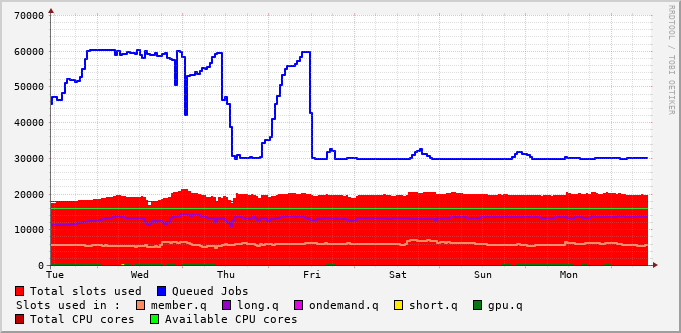 70000
60000
50000
40000
30000
20000
10000
0
Tue Wed Thu Fri Sat Sun Mon
Total slots used Queued Jobs
Slots used in : member.q long.q ondemand.q short.q gpu.q
Total CPU cores Available CPU cores
RRDTOOL / TOBI OETIKER